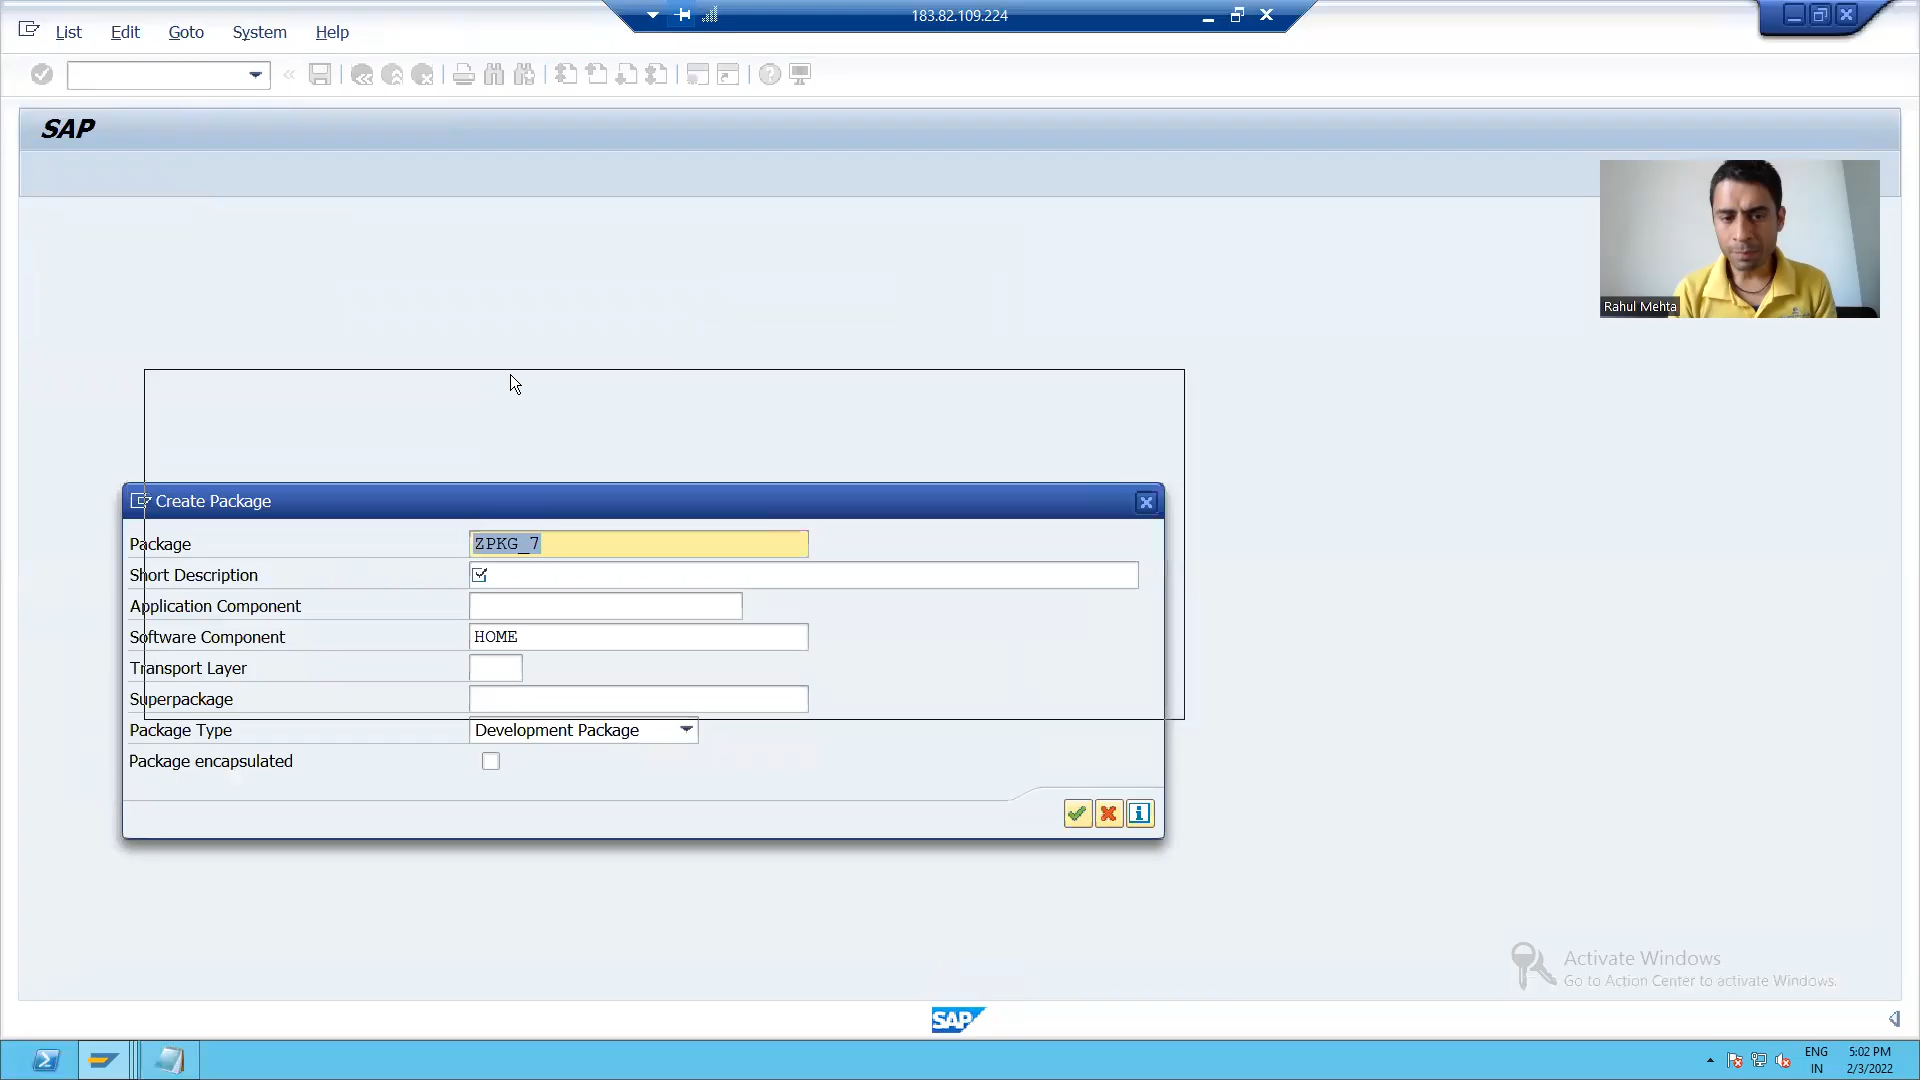 183.82.109.224
List Edit Goto System Help
SAP
Rahul Mehta
Create Package
Package ZPKG_7
Short Description
Application Component
Software Component HOME
Transport Layer
Superpackage
Package Type Development Package
Package encapsulated
Activate Windows
Go to Action Center to activate Windows.
SAP
ENG 5:02 PM
IN 2/3/2022